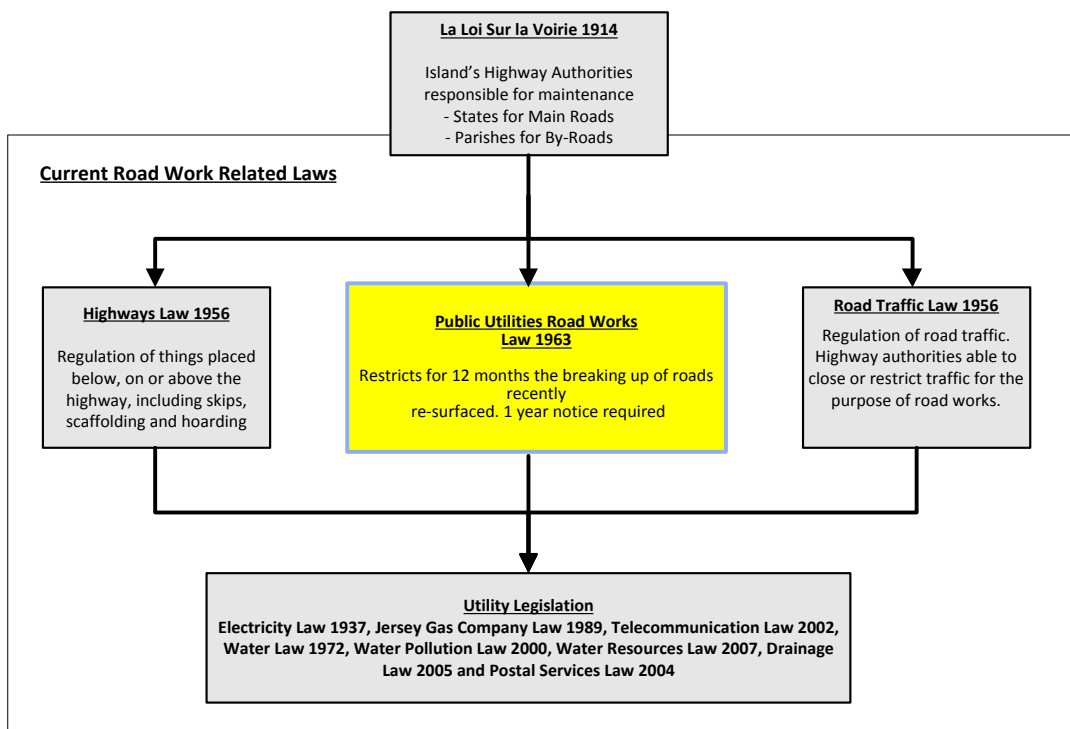 La Loi Sur la Voirie 1914
Island’s Highway Authorities
responsible for maintenance
- States for Main Roads
- Parishes for By-Roads
Current Road Work Related Laws
Highways Law 1956
Regulation of things placed
below, on or above the
highway, including skips,
scaffolding and hoarding
Public Utilities Road Works
Law 1963
Restricts for 12 months the breaking up of roads
recently
re-surfaced. 1 year notice required
Road Traffic Law 1956
Regulation of road traffic.
Highway authorities able to
close or restrict traffic for the
purpose of road works.
Utility Legislation
Electricity Law 1937, Jersey Gas Company Law 1989, Telecommunication Law 2002,
Water Law 1972, Water Pollution Law 2000, Water Resources Law 2007, Drainage
Law 2005 and Postal Services Law 2004